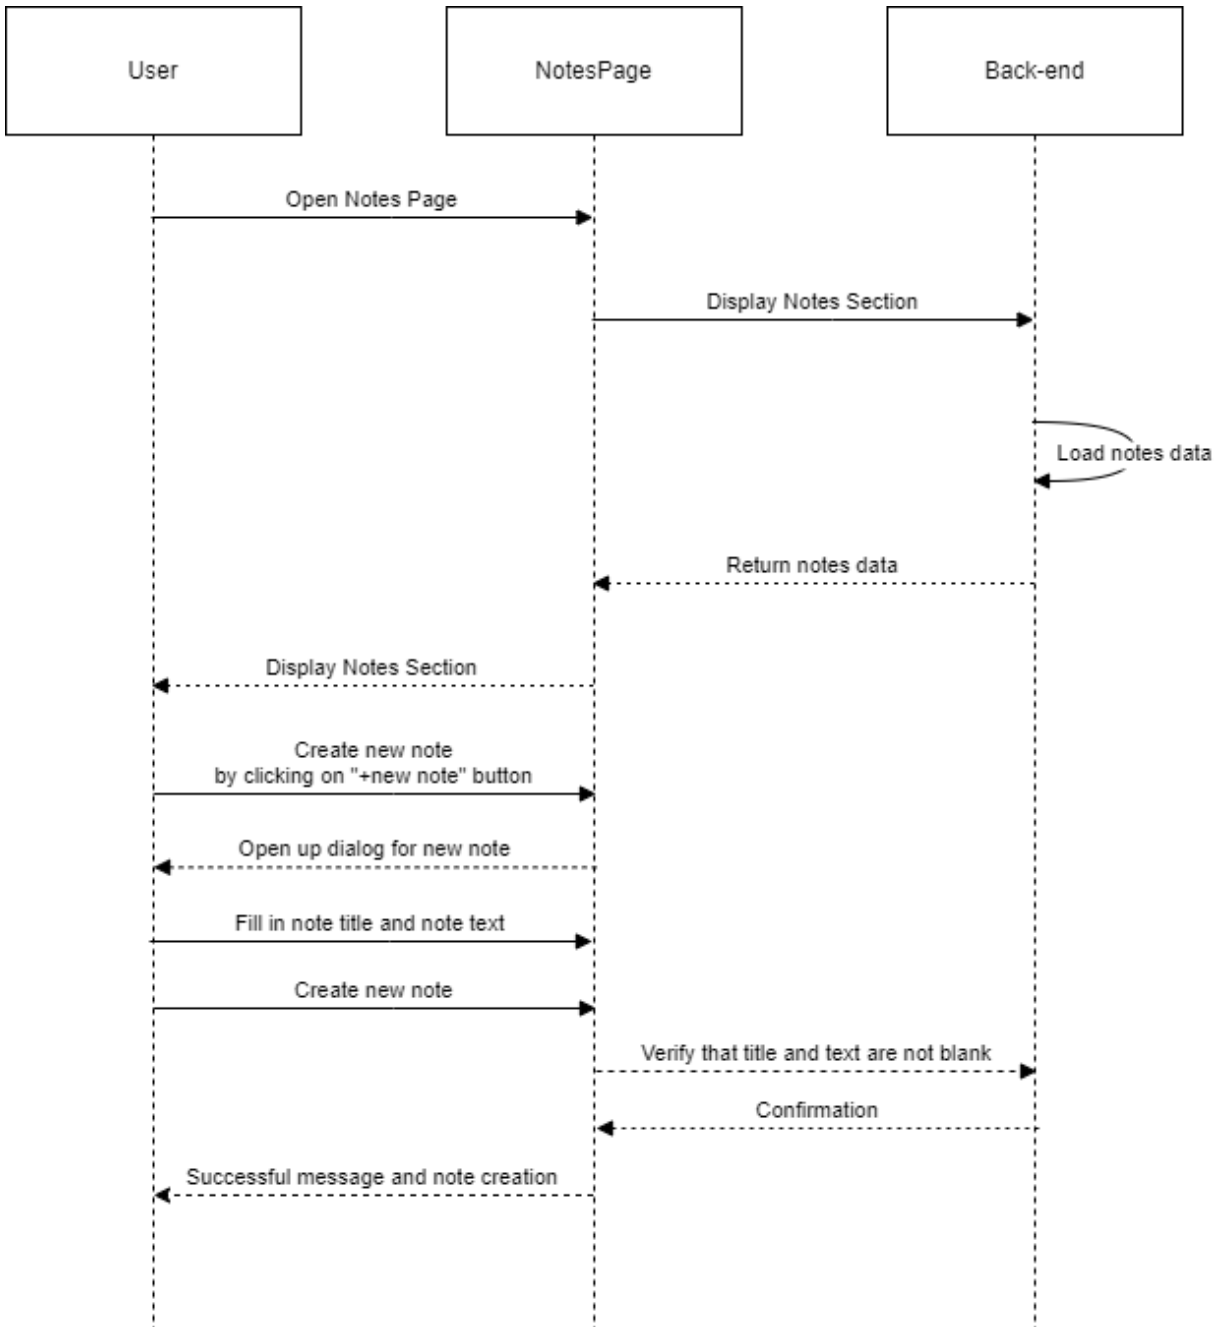 User
NotesPage
Back-end
Open Notes Page
Display Notes Section
Load notes data
Return notes data
Display Notes Section
Create new note
by clicking on "+new note" button
Open up dialog for new note
Fill in note title and note text
Create new note
Verify that title and text are not blank
Confirmation
Successful message and note creation